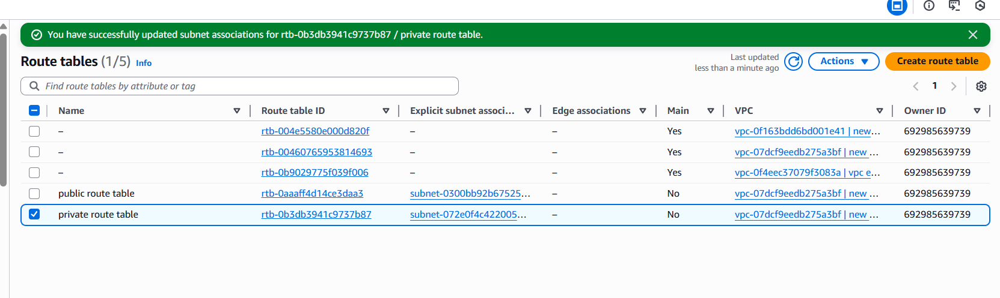 You have successfully updated subnet associations for rtb-0b3db3941c9737b87 / private route table.
Route tables (1/5) Info
Last updated
less than a minute ago
Actions
Create route table
Find route tables by attribute or tag
1
Name Route table ID Explicit subnet associ... Edge associations Main VPC Owner ID
– rtb-004e5580e000d820f – – Yes vpc-0f163bdd6bd001e41 | new... 692985639739
– rtb-00460765953814693 – – Yes vpc-07dcf9eedb275a3bf | new ... 692985639739
– rtb-0b9029775f039f006 – – Yes vpc-0f4eec37079f3083a | vpc e... 692985639739
public route table rtb-0aaaff4d14ce3daa3 subnet-0300bb92b67525... – No vpc-07dcf9eedb275a3bf | new ... 692985639739
private route table rtb-0b3db3941c9737b87 subnet-072e0f4c422005... – No vpc-07dcf9eedb275a3bf | new ... 692985639739